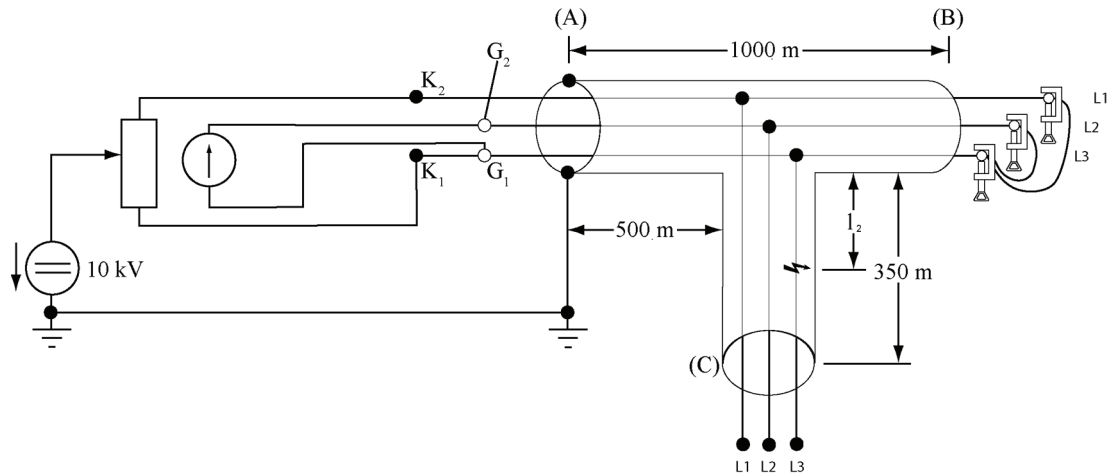 (A)
(B)
1000 m
G₂
K₂
L1
L2
L3
K₁
G₁
500 m
l₂
350 m
10 kV
(C)
L1 L2 L3